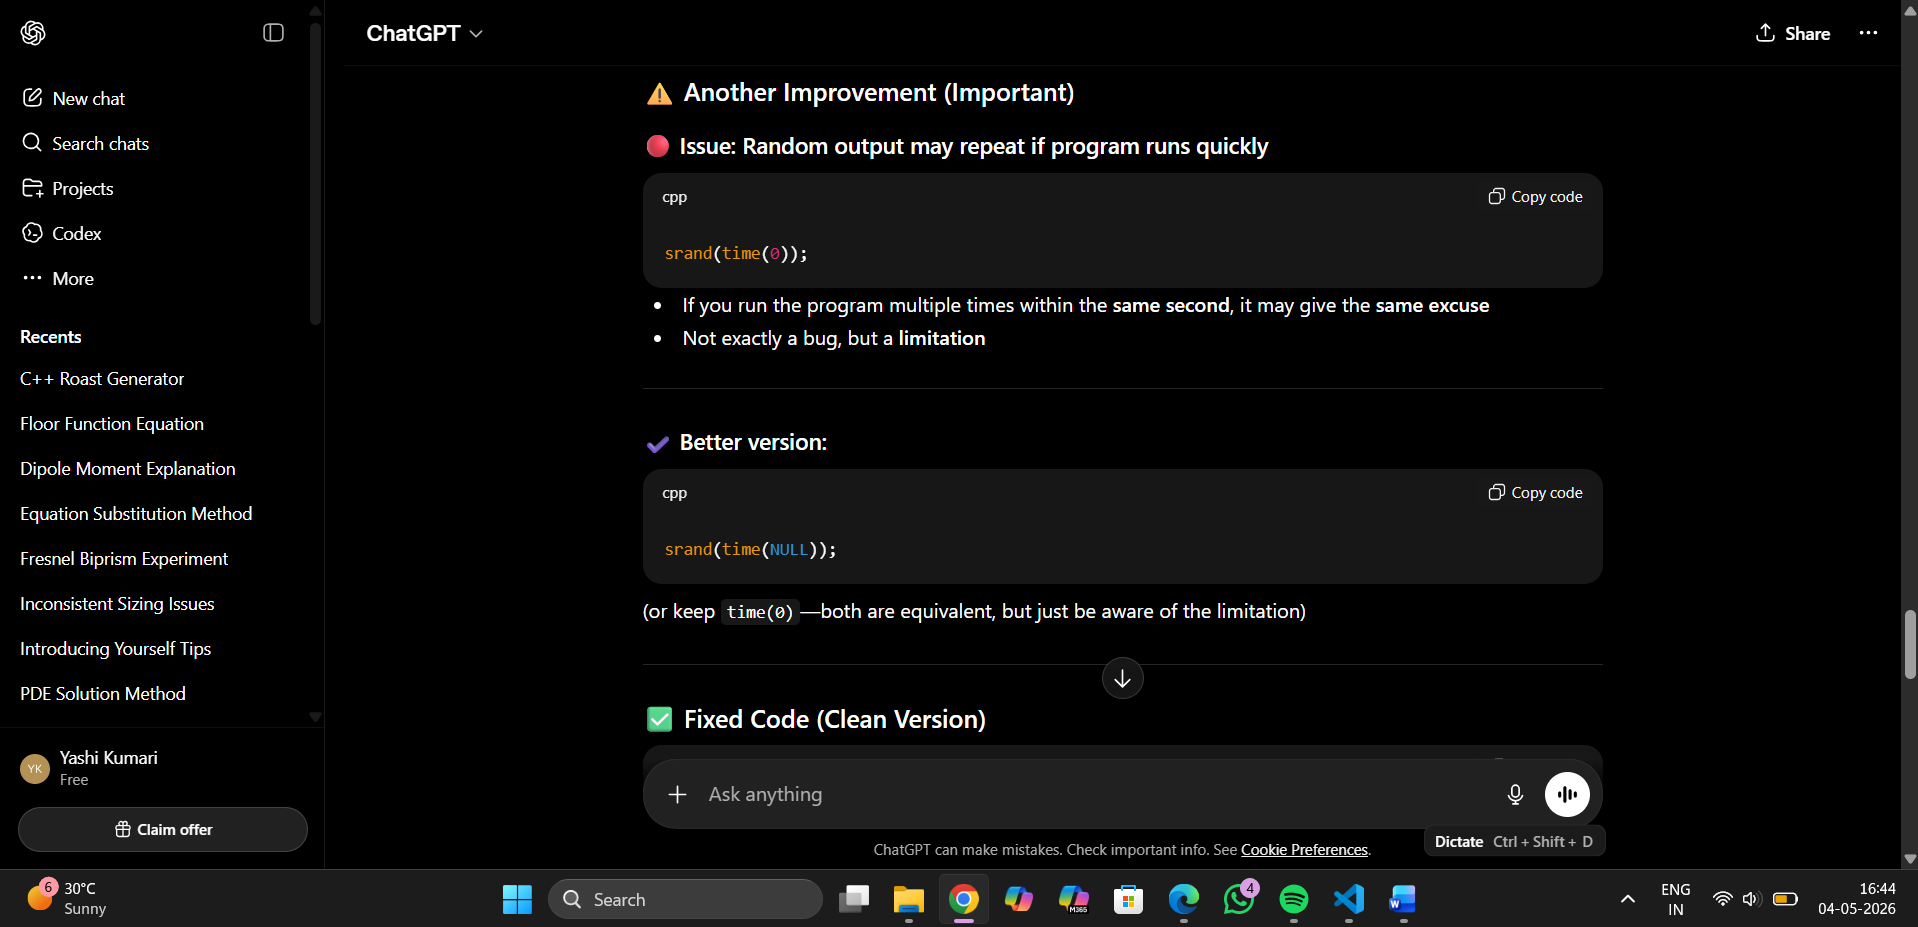 New chat
Search chats
Projects
Codex
More
Recents
C++ Roast Generator
Floor Function Equation
Dipole Moment Explanation
Equation Substitution Method
Fresnel Biprism Experiment
Inconsistent Sizing Issues
Introducing Yourself Tips
PDE Solution Method
YK
Yashi Kumari
Free
Claim offer
ChatGPT
Share
⚠️ Another Improvement (Important)
🔴 Issue: Random output may repeat if program runs quickly
cpp
Copy code
srand(time(0));
• If you run the program multiple times within the same second, it may give the same excuse
• Not exactly a bug, but a limitation
✔ Better version:
cpp
Copy code
srand(time(NULL));
(or keep time(0)—both are equivalent, but just be aware of the limitation)
✅ Fixed Code (Clean Version)
Ask anything
Dictate Ctrl + Shift + D
ChatGPT can make mistakes. Check important info. See Cookie Preferences.
6
30°C
Sunny
Search
M365
4
W
ENG
IN
16:44
04-05-2026